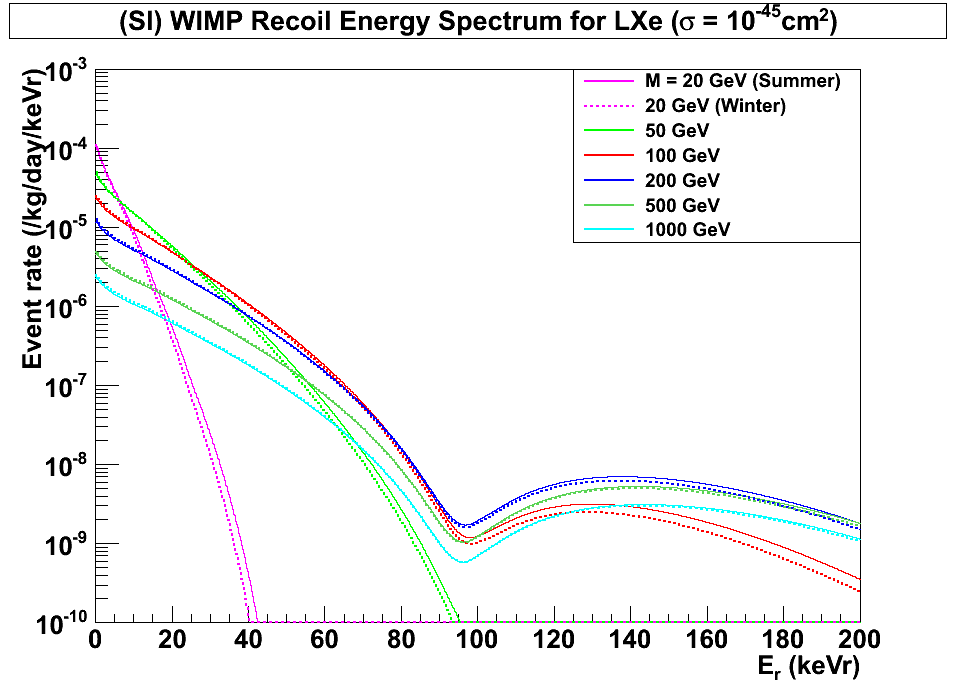 (SI) WIMP Recoil Energy Spectrum for LXe (σ = 10⁻⁴⁵cm²)
Event rate (/kg/day/keVr)
10⁻³
10⁻⁴
10⁻⁵
10⁻⁶
10⁻⁷
10⁻⁸
10⁻⁹
10⁻¹⁰
M = 20 GeV (Summer)
20 GeV (Winter)
50 GeV
100 GeV
200 GeV
500 GeV
1000 GeV
0 20 40 60 80 100 120 140 160 180 200
Eᵣ (keVr)